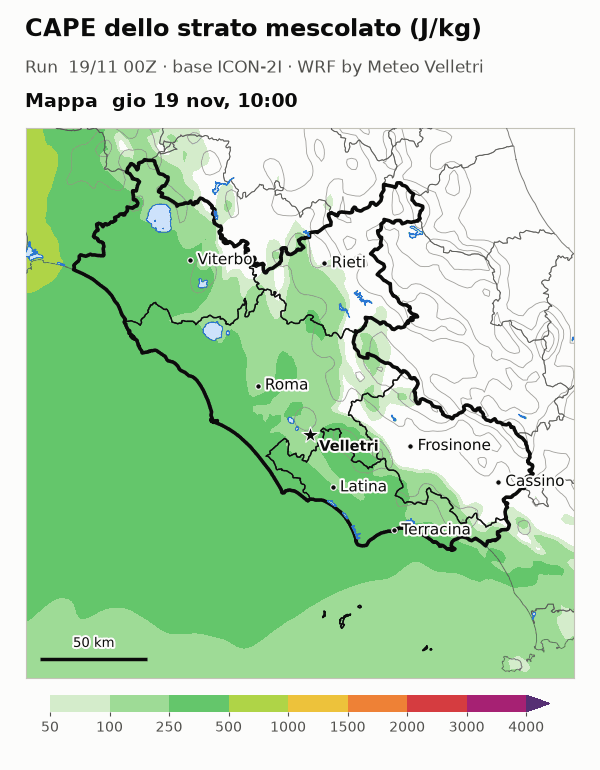 CAPE dello strato mescolato (J/kg)
Run 19/11 00Z · base ICON-2I · WRF by Meteo Velletri
Mappa gio 19 nov, 10:00
Viterbo
Rieti
Roma
Velletri
Frosinone
Cassino
Latina
Terracina
50 km
50 100 250 500 1000 1500 2000 3000 4000